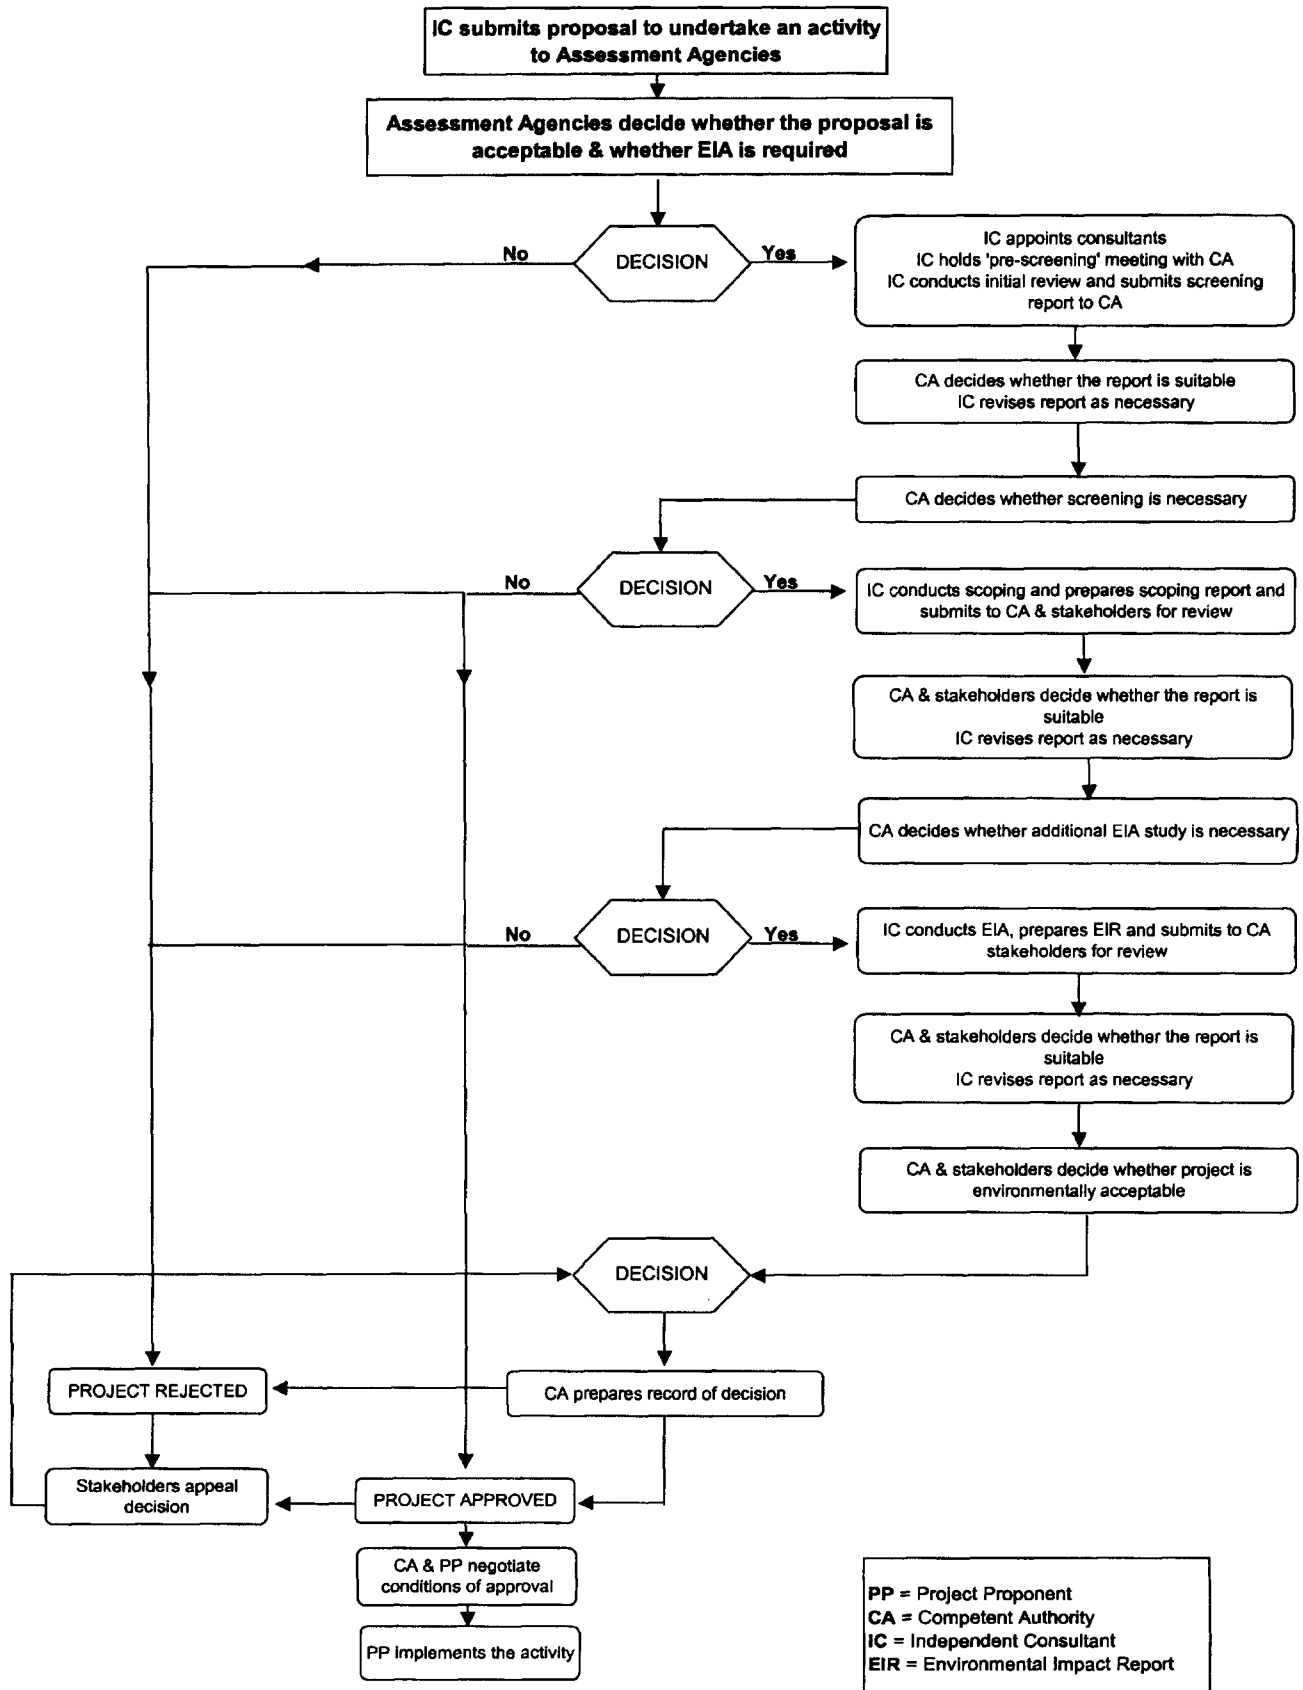 IC submits proposal to undertake an activity
to Assessment Agencies
Assessment Agencies decide whether the proposal is
acceptable & whether EIA is required
No
DECISION
Yes
IC appoints consultants
IC holds 'pre-screening' meeting with CA
IC conducts initial review and submits screening
report to CA
CA decides whether the report is suitable
IC revises report as necessary
CA decides whether screening is necessary
No
DECISION
Yes
IC conducts scoping and prepares scoping report and
submits to CA & stakeholders for review
CA & stakeholders decide whether the report is
suitable
IC revises report as necessary
CA decides whether additional EIA study is necessary
No
DECISION
Yes
IC conducts EIA, prepares EIR and submits to CA
stakeholders for review
CA & stakeholders decide whether the report is
suitable
IC revises report as necessary
CA & stakeholders decide whether project is
environmentally acceptable
DECISION
PROJECT REJECTED
CA prepares record of decision
Stakeholders appeal
decision
PROJECT APPROVED
CA & PP negotiate
conditions of approval
PP implements the activity
PP = Project Proponent
CA = Competent Authority
IC = Independent Consultant
EIR = Environmental Impact Report